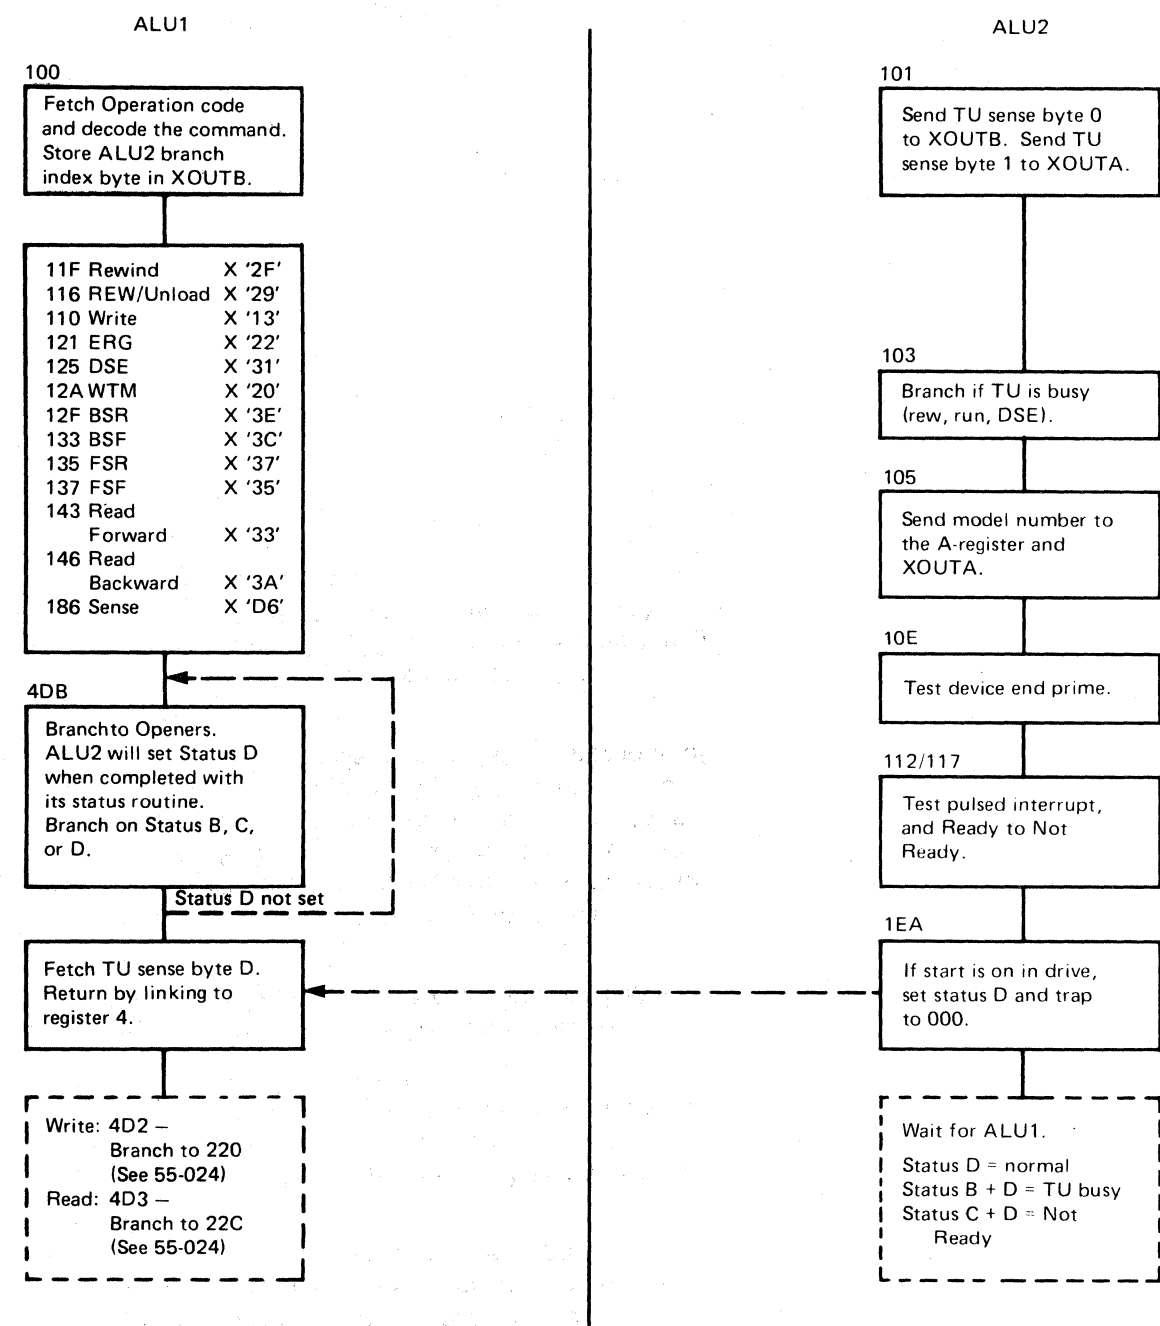 ALU1
100
Fetch Operation code
and decode the command.
Store ALU2 branch
index byte in XOUTB.
11F Rewind X '2F'
116 REW/Unload X '29'
110 Write X '13'
121 ERG X '22'
125 DSE X '31'
12A WTM X '20'
12F BSR X '3E'
133 BSF X '3C'
135 FSR X '37'
137 FSF X '35'
143 Read
Forward X '33'
146 Read
Backward X '3A'
186 Sense X 'D6'
4DB
Branchto Openers.
ALU2 will set Status D
when completed with
its status routine.
Branch on Status B, C,
or D.
Status D not set
Fetch TU sense byte D.
Return by linking to
register 4.
Write: 4D2 –
Branch to 220
(See 55-024)
Read: 4D3 –
Branch to 22C
(See 55-024)
ALU2
101
Send TU sense byte 0
to XOUTB. Send TU
sense byte 1 to XOUTA.
103
Branch if TU is busy
(rew, run, DSE).
105
Send model number to
the A-register and
XOUTA.
10E
Test device end prime.
112/117
Test pulsed interrupt,
and Ready to Not
Ready.
1EA
If start is on in drive,
set status D and trap
to 000.
Wait for ALU1.
Status D = normal
Status B + D = TU busy
Status C + D = Not
Ready